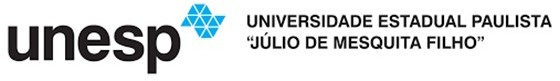 unesp
UNIVERSIDADE ESTADUAL PAULISTA
“JÚLIO DE MESQUITA FILHO”